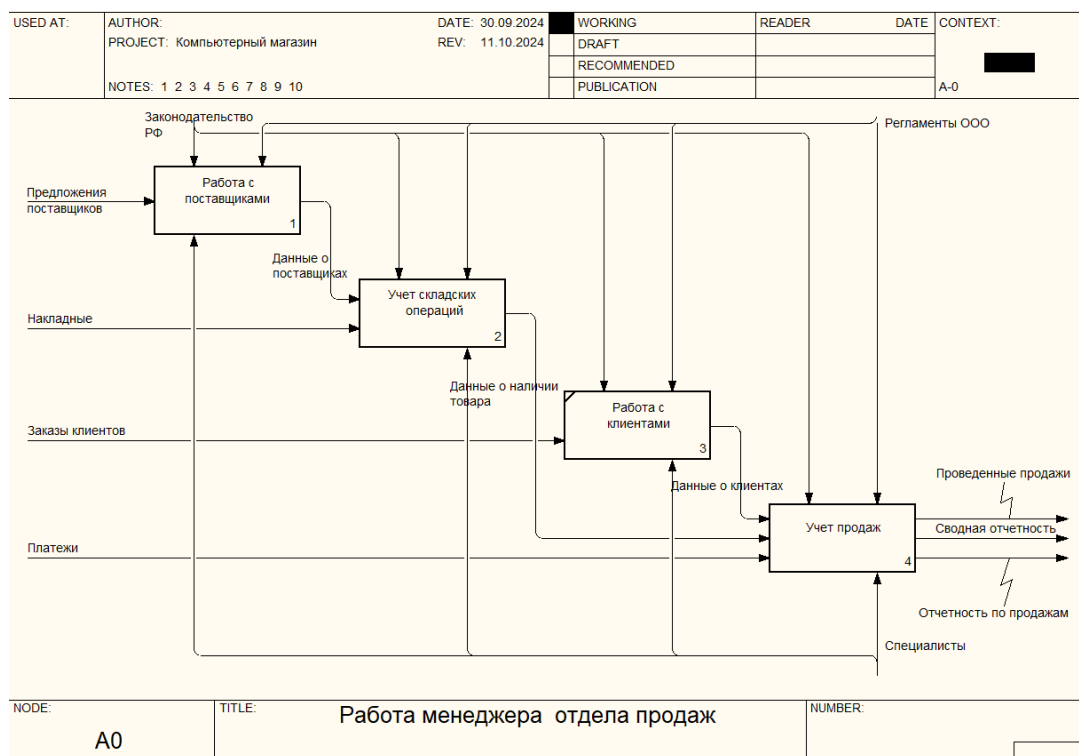 USED AT:
AUTHOR:
DATE: 30.09.2024
WORKING
READER
DATE
CONTEXT:
PROJECT: Компьютерный магазин
REV: 11.10.2024
DRAFT
RECOMMENDED
NOTES: 1 2 3 4 5 6 7 8 9 10
PUBLICATION
A-0
Законодательство
РФ
Регламенты ООО
Предложения
поставщиков
Работа с
поставщиками
1
Данные о
поставщиках
Накладные
Учет складских
операций
2
Данные о наличии
товара
Заказы клиентов
Работа с
клиентами
3
Данные о клиентах
Платежи
Учет продаж
4
Проведенные продажи
Сводная отчетность
Отчетность по продажам
Специалисты
NODE:
A0
TITLE:
Работа менеджера отдела продаж
NUMBER: